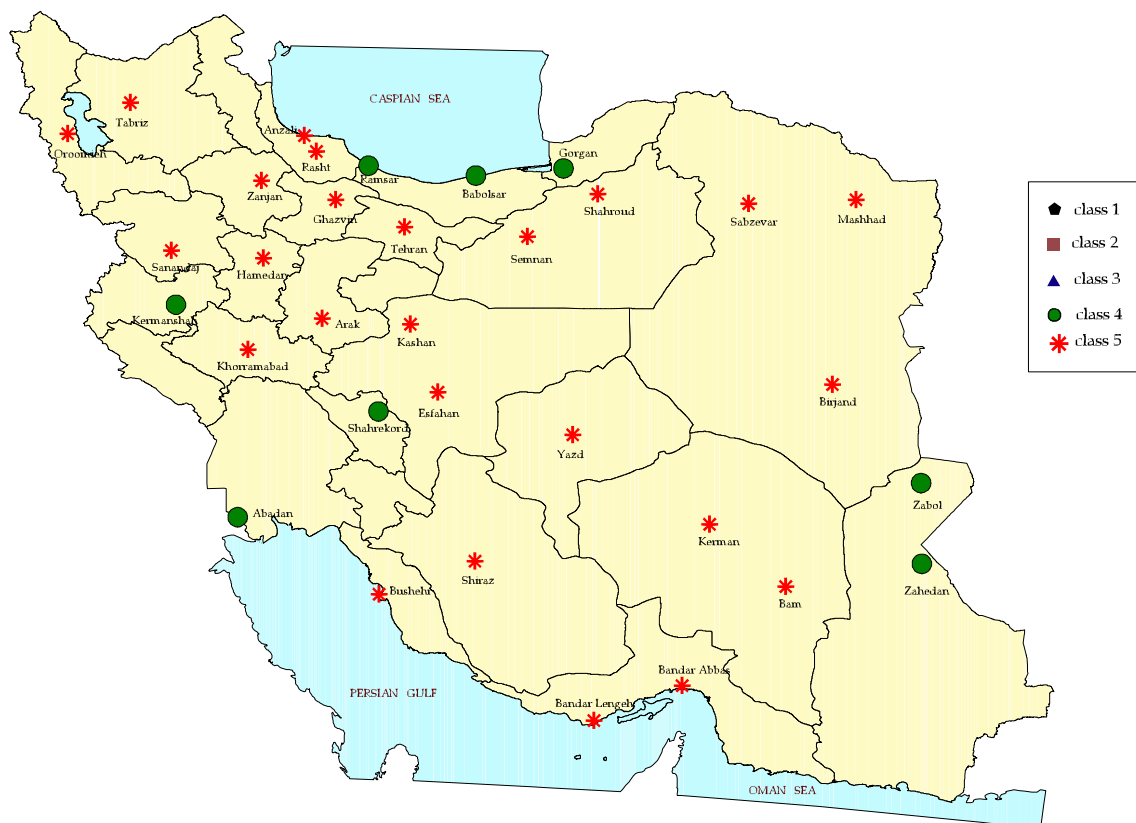 CASPIAN SEA
Tabriz
Anzali
Oroomieh
Rasht
Ramsar
Gorgan
Babolsar
Zanjan
Ghazvin
Shahroud
Sabzevar
Mashhad
Tehran
Semnan
Sanandaj
Hamedan
Kermanshah
Arak
Kashan
Khorramabad
Esfahan
Birjand
Shahrekord
Yazd
Abadan
Zabol
Kerman
Shiraz
Bushehr
Bam
Zahedan
Bandar Abbas
PERSIAN GULF
Bandar Lengeh
OMAN SEA
class 1
class 2
class 3
class 4
class 5